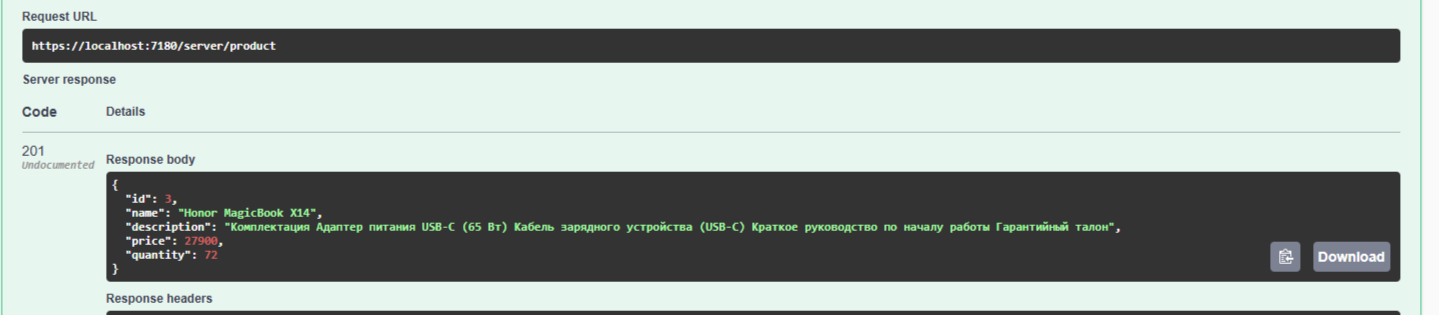 Request URL
https://localhost:7180/server/product
Server response
Code Details
201
Undocumented
Response body
{
"id": 3,
"name": "Honor MagicBook X14",
"description": "Комплектация Адаптер питания USB-C (65 Вт) Кабель зарядного устройства (USB-C) Краткое руководство по началу работы Гарантийный талон",
"price": 27900,
"quantity": 72
}
Download
Response headers